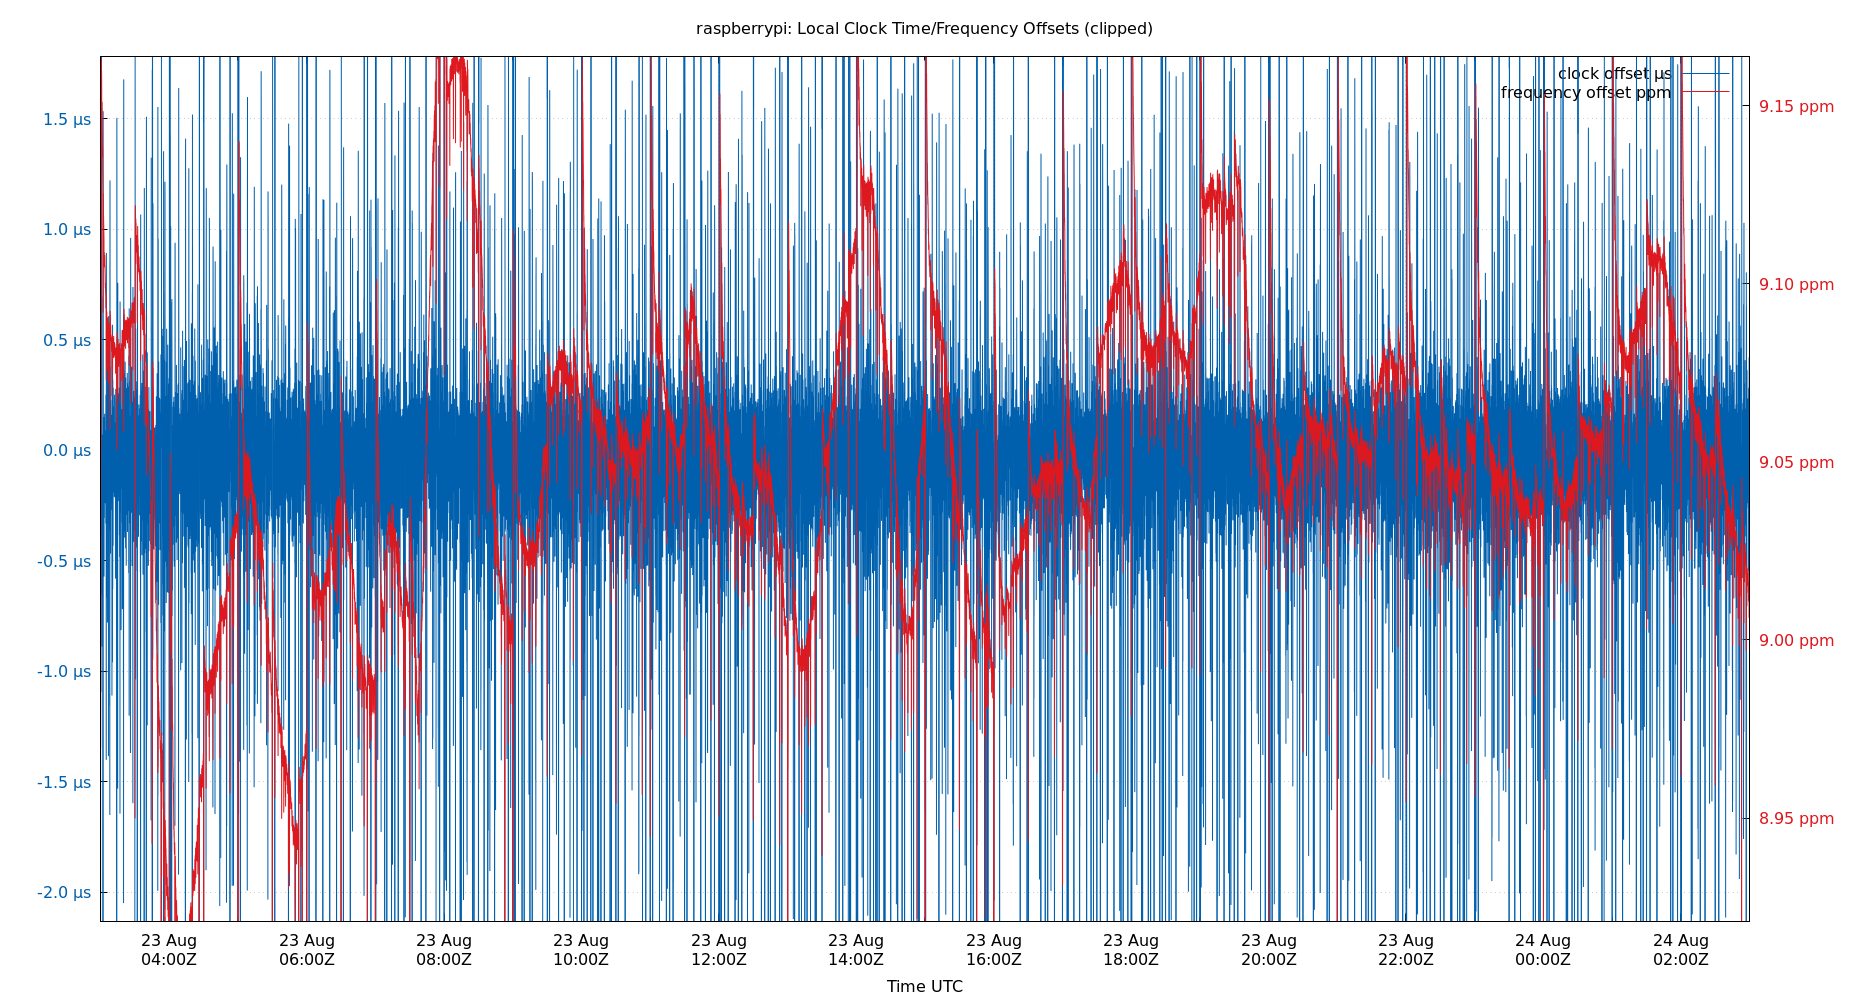 raspberrypi: Local Clock Time/Frequency Offsets (clipped)
clock offset µs
frequency offset ppm
1.5 µs
1.0 µs
0.5 µs
0.0 µs
-0.5 µs
-1.0 µs
-1.5 µs
-2.0 µs
9.15 ppm
9.10 ppm
9.05 ppm
9.00 ppm
8.95 ppm
23 Aug 23 Aug 23 Aug 23 Aug 23 Aug 23 Aug 23 Aug 23 Aug 23 Aug 23 Aug 24 Aug 24 Aug
04:00Z 06:00Z 08:00Z 10:00Z 12:00Z 14:00Z 16:00Z 18:00Z 20:00Z 22:00Z 00:00Z 02:00Z
Time UTC